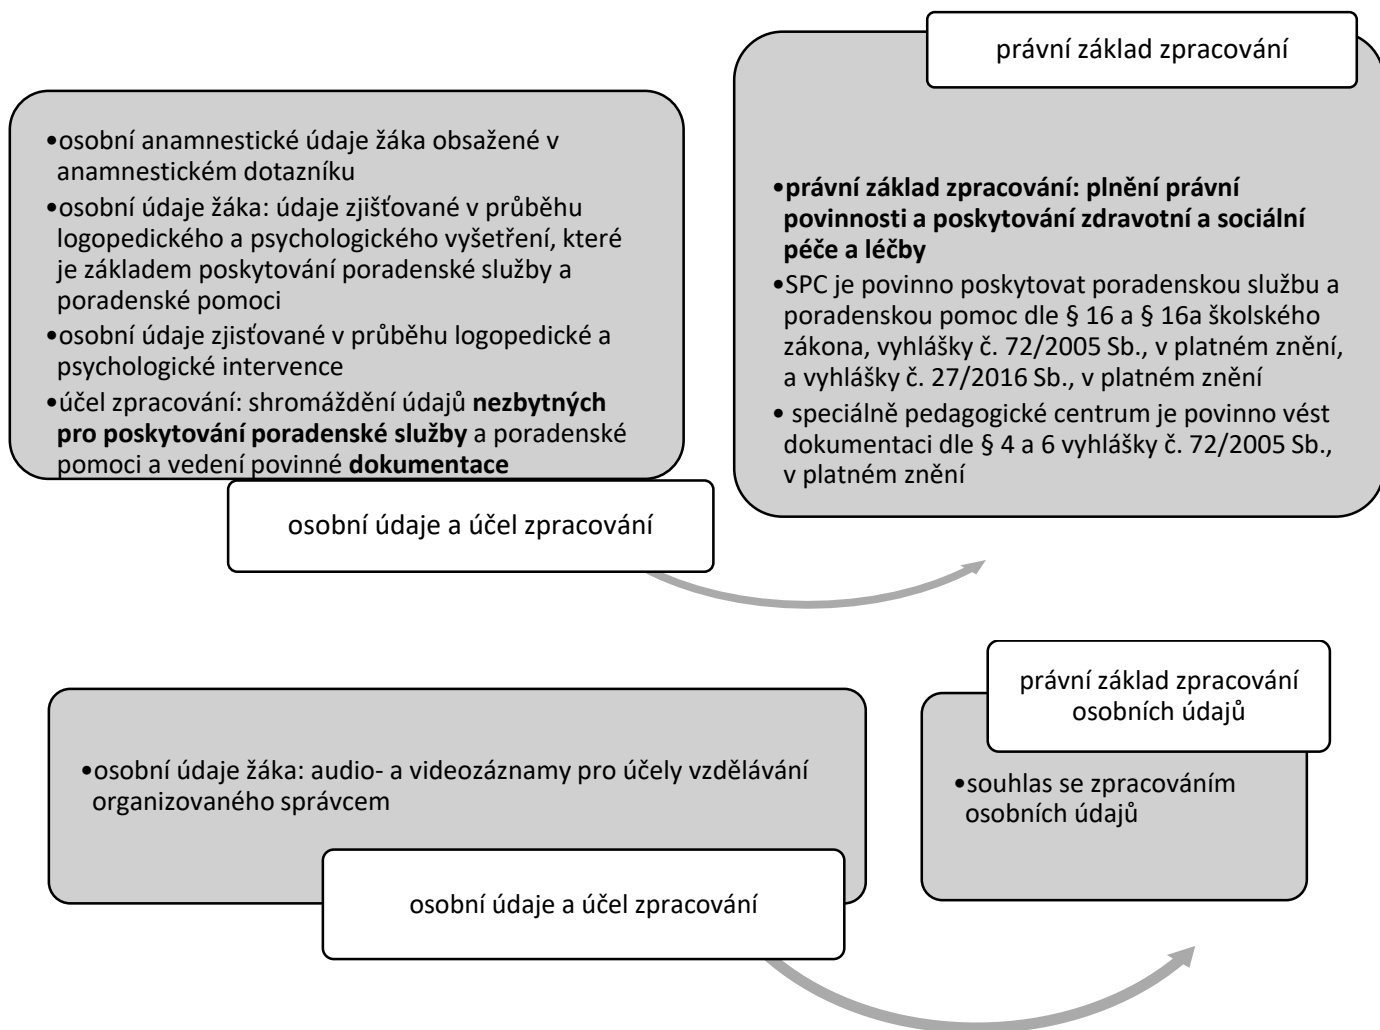 •osobní anamnestické údaje žáka obsažené v
anamnestickém dotazníku
•osobní údaje žáka: údaje zjišťované v průběhu
logopedického a psychologického vyšetření, které
je základem poskytování poradenské služby a
poradenské pomoci
•osobní údaje zjisťované v průběhu logopedické a
psychologické intervence
•účel zpracování: shromáždění údajů nezbytných
pro poskytování poradenské služby a poradenské
pomoci a vedení povinné dokumentace
osobní údaje a účel zpracování
právní základ zpracování
•právní základ zpracování: plnění právní
povinnosti a poskytování zdravotní a sociální
péče a léčby
•SPC je povinno poskytovat poradenskou službu a
poradenskou pomoc dle § 16 a § 16a školského
zákona, vyhlášky č. 72/2005 Sb., v platném znění,
a vyhlášky č. 27/2016 Sb., v platném znění
• speciálně pedagogické centrum je povinno vést
dokumentaci dle § 4 a 6 vyhlášky č. 72/2005 Sb.,
v platném znění
•osobní údaje žáka: audio- a videozáznamy pro účely vzdělávání
organizovaného správcem
osobní údaje a účel zpracování
právní základ zpracování
osobních údajů
•souhlas se zpracováním
osobních údajů